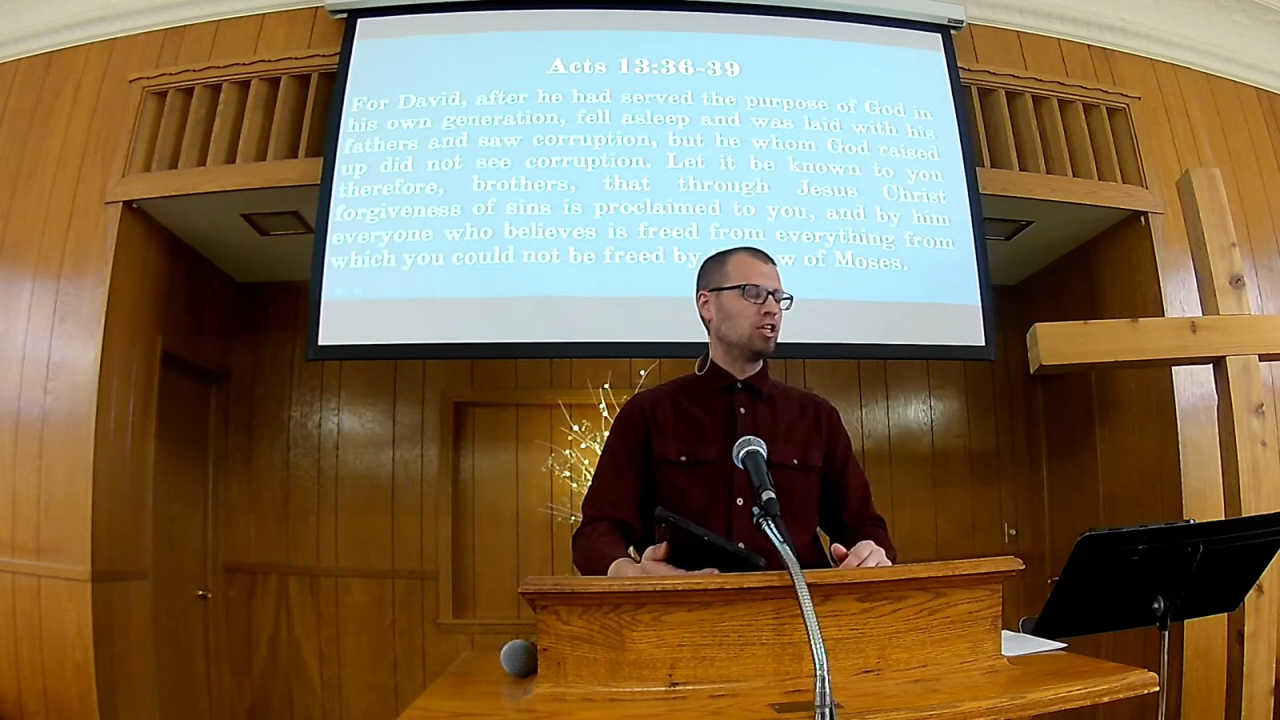 Acts 13:36-39
For David, after he had served the purpose of God in
his own generation, fell asleep and was laid with his
fathers and saw corruption, but he whom God raised
up did not see corruption. Let it be known to you
therefore, brothers, that through Jesus Christ
forgiveness of sins is proclaimed to you, and by him
everyone who believes is freed from everything from
which you could not be freed by of Moses.